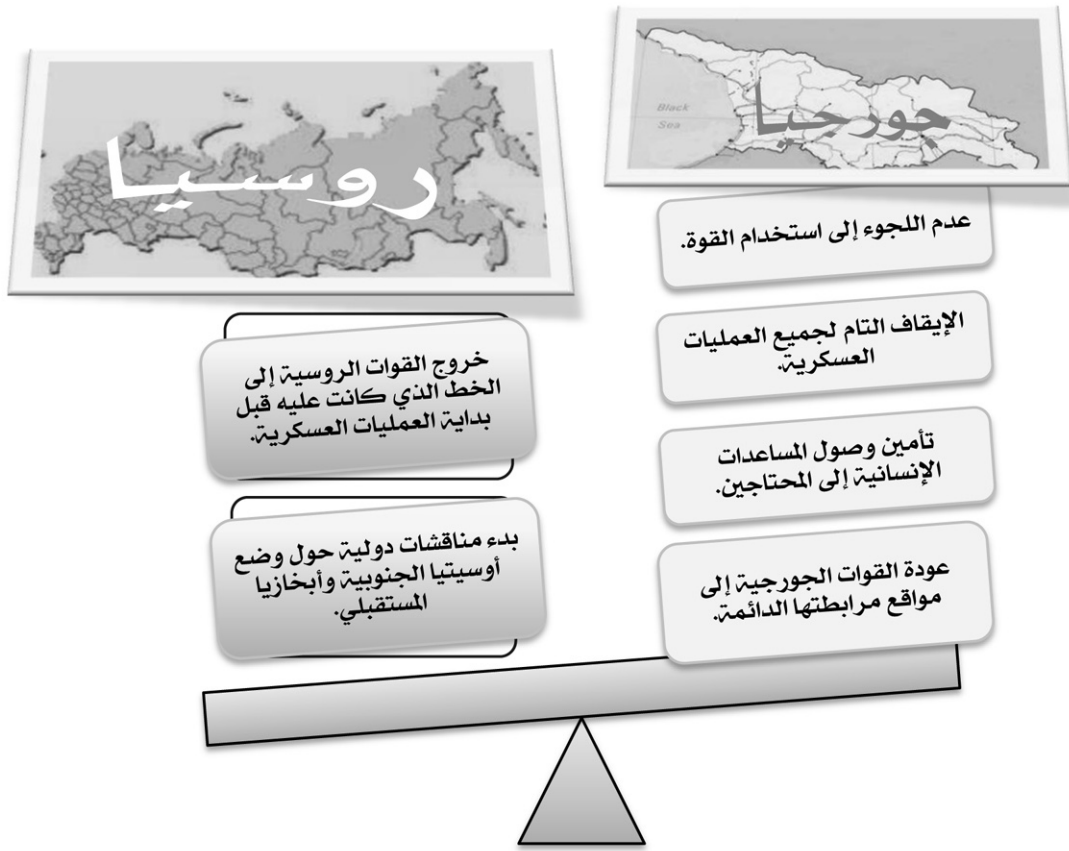 جورجيا
Black
Sea
عدم اللجوء إلى استخدام القوة.
الإيقاف التام لجميع العمليات
العسكرية.
تأمين وصول المساعدات
الإنسانية إلى المحتاجين.
عودة القوات الجورجية إلى
مواقع مرابطتها الدائمة.
روسيا
خروج القوات الروسية إلى
الخط الذي كانت عليه قبل
بداية العمليات العسكرية.
بدء مناقشات دولية حول وضع
أوسيتيا الجنوبية وأبخازيا
المستقبلي.